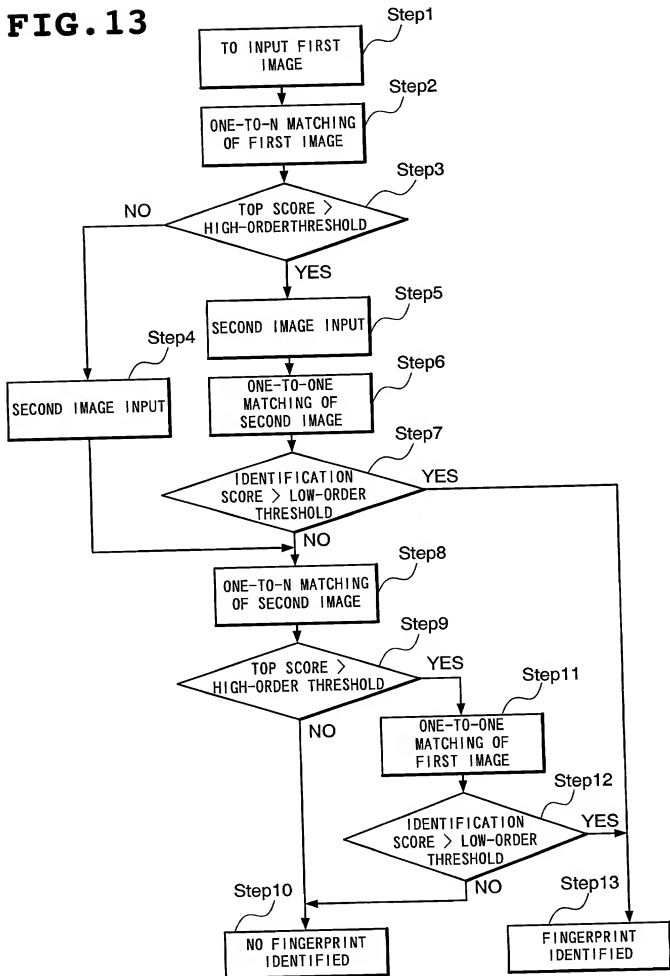 FIG.13
Step1
TO INPUT FIRST
IMAGE
Step2
ONE-TO-N MATCHING
OF FIRST IMAGE
Step3
NO
TOP SCORE >
HIGH-ORDERTHRESHOLD
YES
Step5
Step4
SECOND IMAGE INPUT
Step6
SECOND IMAGE INPUT
ONE-TO-ONE
MATCHING OF
SECOND IMAGE
Step7
IDENTIFICATION
SCORE > LOW-ORDER
THRESHOLD
YES
NO
Step8
ONE-TO-N MATCHING
OF SECOND IMAGE
Step9
TOP SCORE >
HIGH-ORDER THRESHOLD
YES
Step11
NO
ONE-TO-ONE
MATCHING OF
FIRST IMAGE
Step12
IDENTIFICATION
SCORE > LOW-ORDER
THRESHOLD
YES
NO
Step10
Step13
NO FINGERPRINT
IDENTIFIED
FINGERPRINT
IDENTIFIED